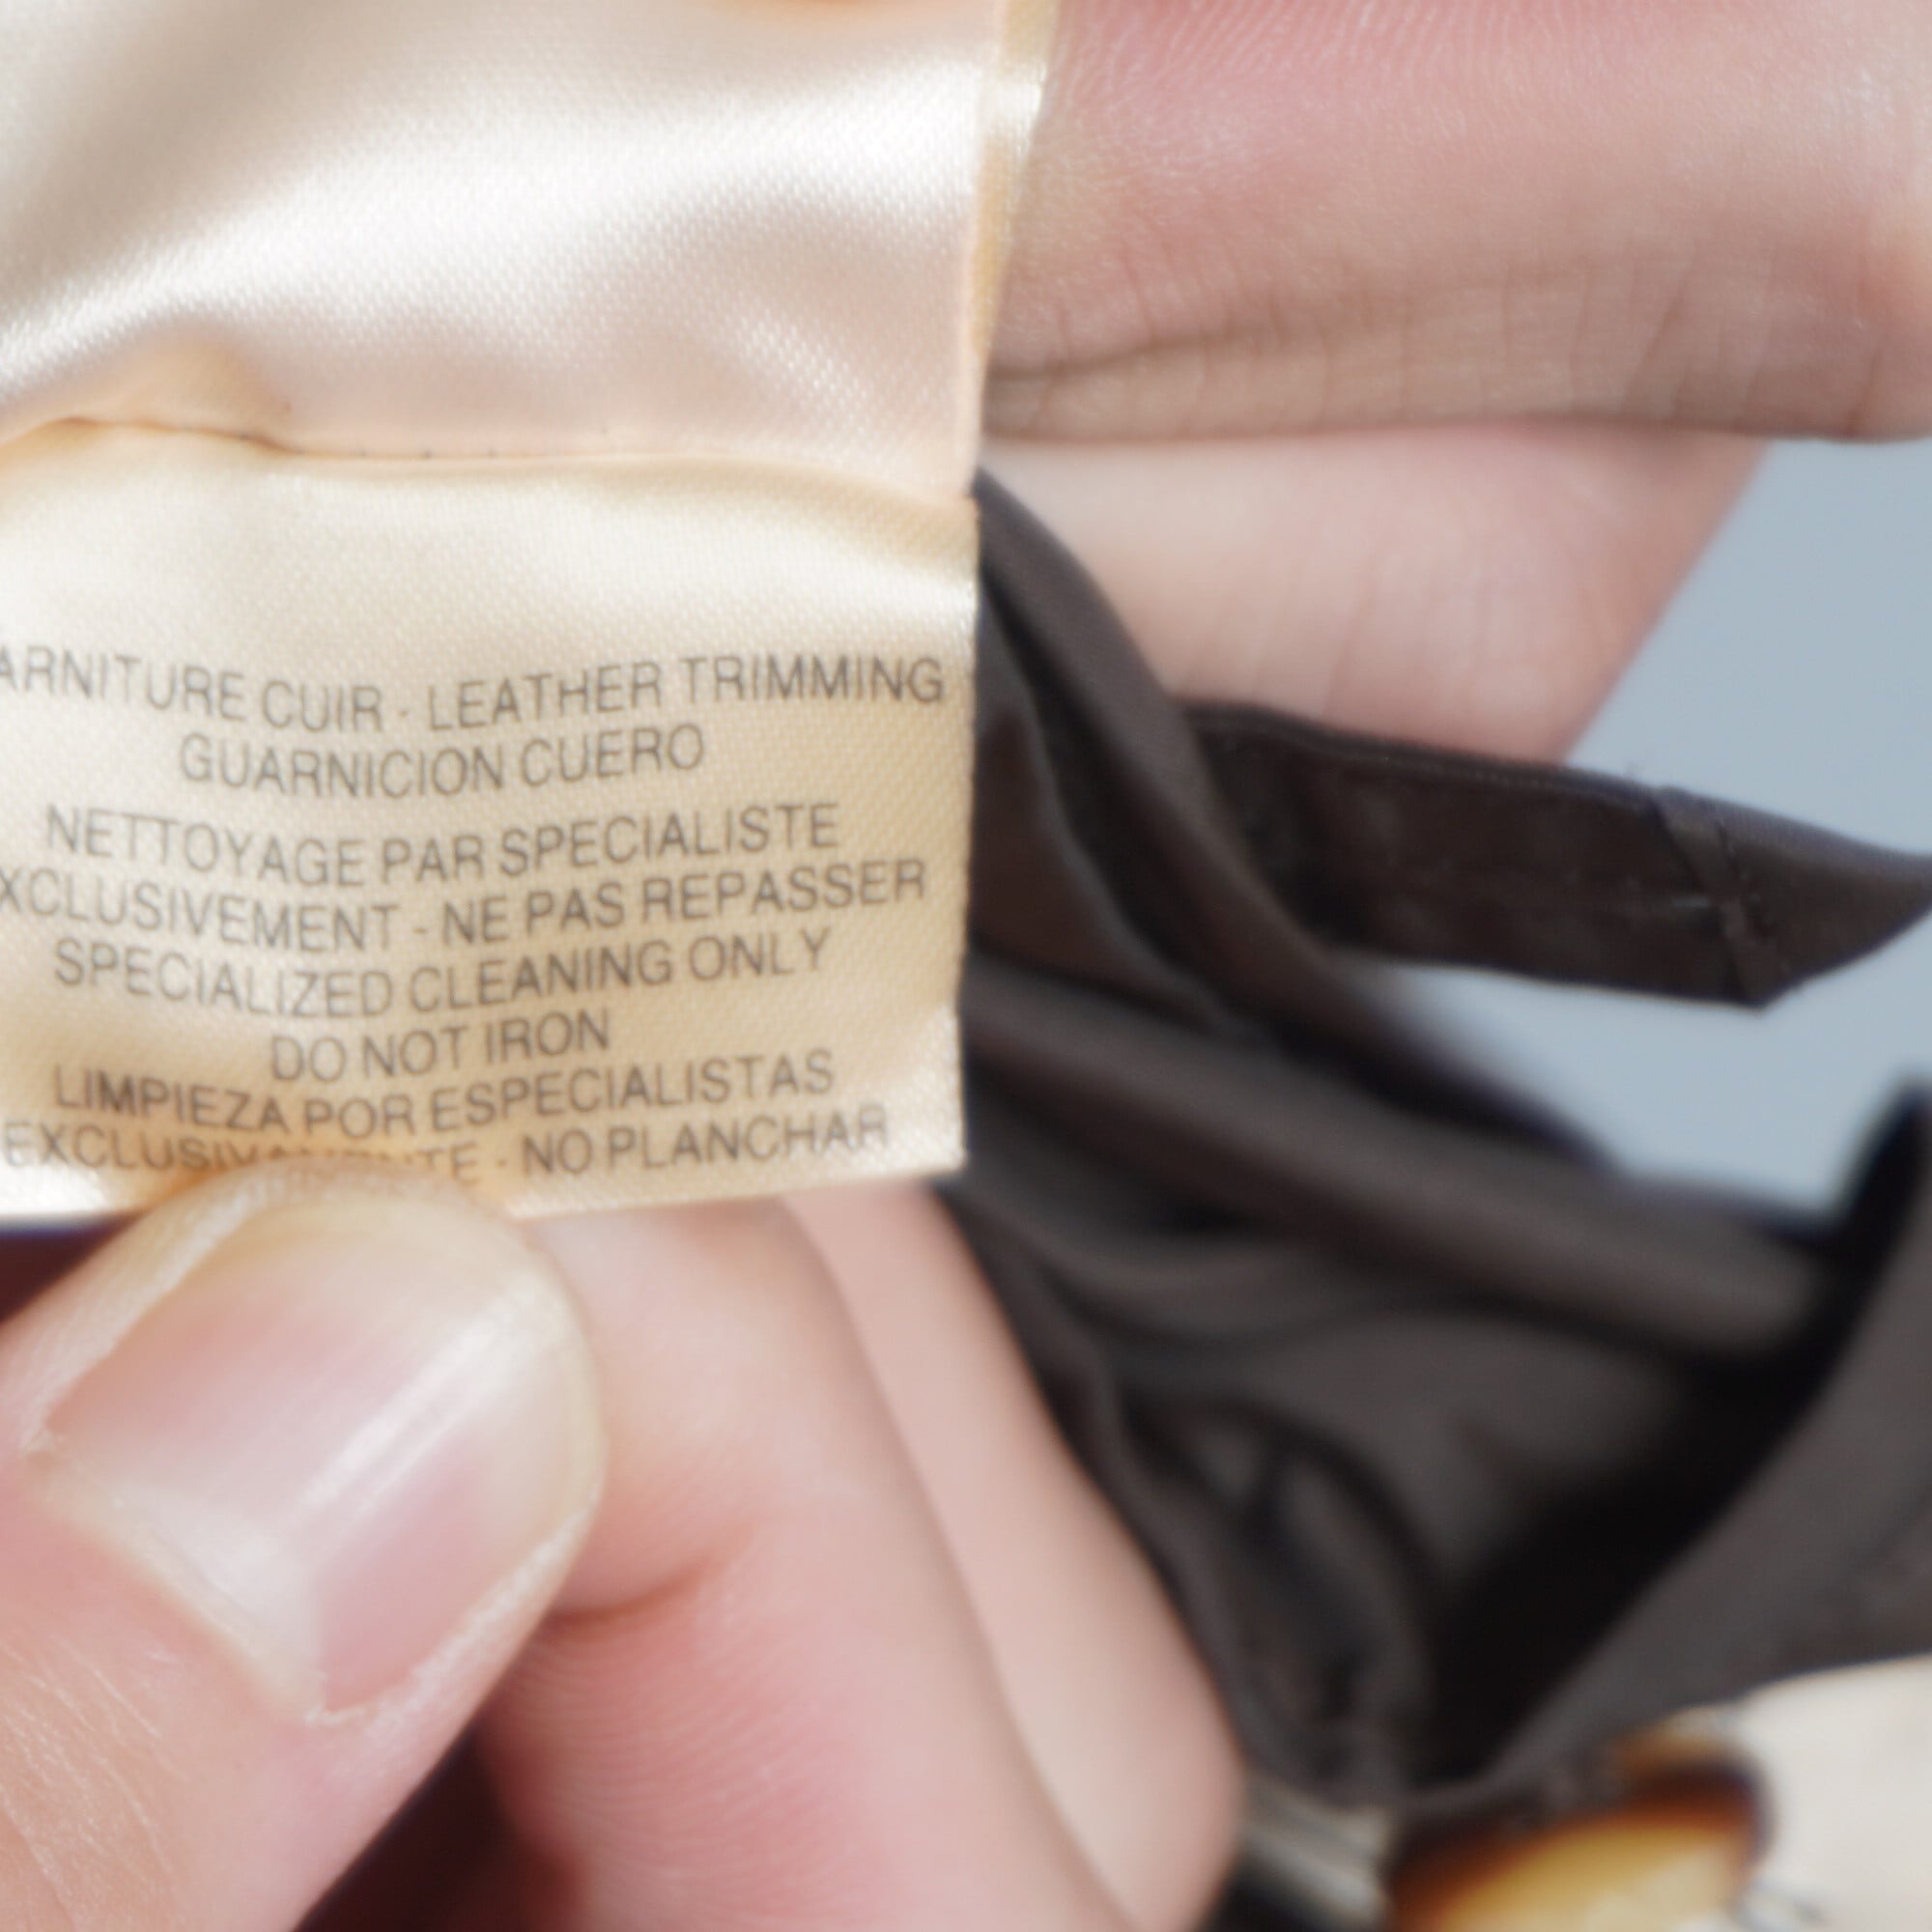 ARNITURE CUIR - LEATHER TRIMMING
GUARNICION CUERO
NETTOYAGE PAR SPECIALISTE
XCLUSIVEMENT - NE PAS REPASSER
SPECIALIZED CLEANING ONLY
DO NOT IRON
LIMPIEZA POR ESPECIALISTAS
- NO PLANCHAR